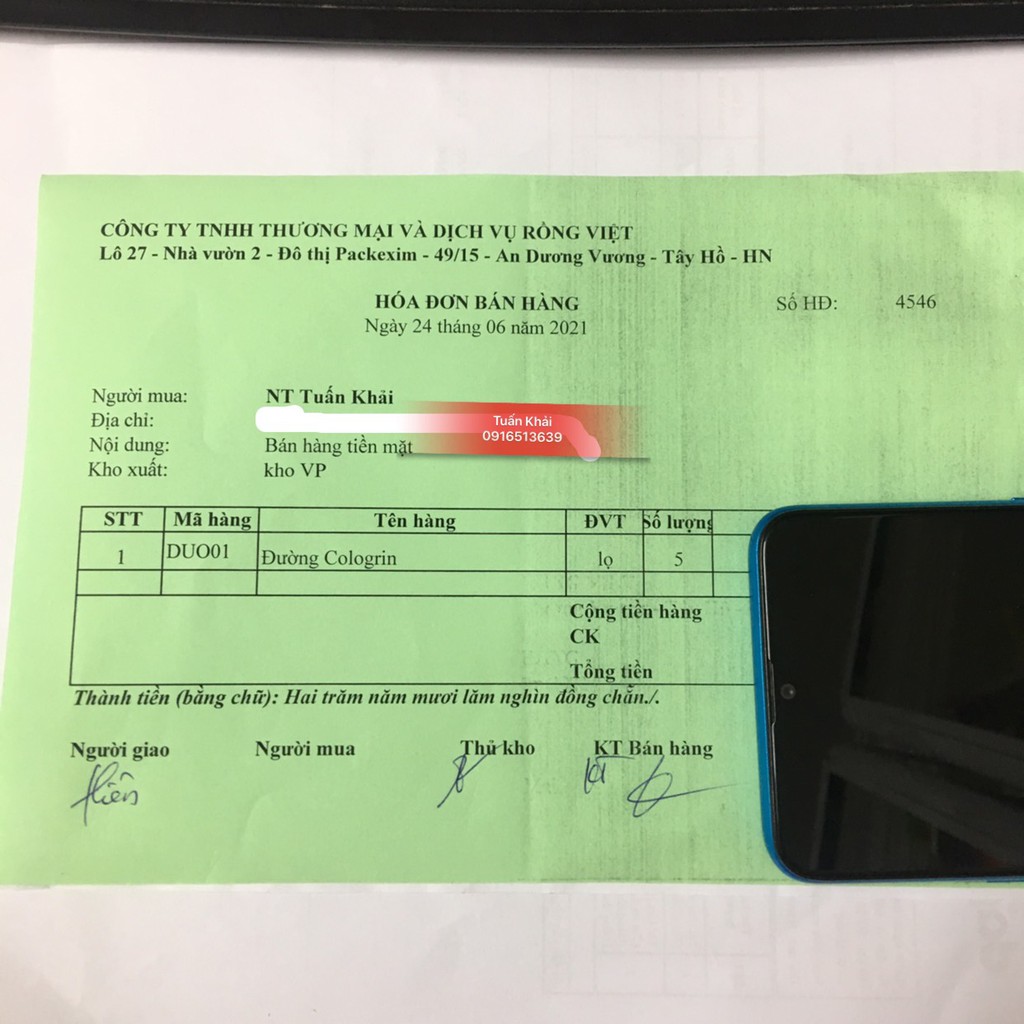 CÔNG TY TNHH THƯƠNG MẠI VÀ DỊCH VỤ RỒNG VIỆT
Lô 27 - Nhà vườn 2 - Đô thị Packexim - 49/15 - An Dương Vương - Tây Hồ - HN
HÓA ĐƠN BÁN HÀNG Số HĐ: 4546
Ngày 24 tháng 06 năm 2021
Người mua: NT Tuấn Khải
Địa chỉ:
Tuấn Khải
0916513639
Nội dung: Bán hàng tiền mặt
Kho xuất: kho VP
STT Mã hàng Tên hàng ĐVT Số lượng
1 DUO01 Đường Cologrin lọ 5
Cộng tiền hàng
CK
Tổng tiền
Thành tiền (bằng chữ): Hai trăm năm mươi lăm nghìn đồng chẵn./.
Người giao Người mua Thủ kho KT Bán hàng
Hiên